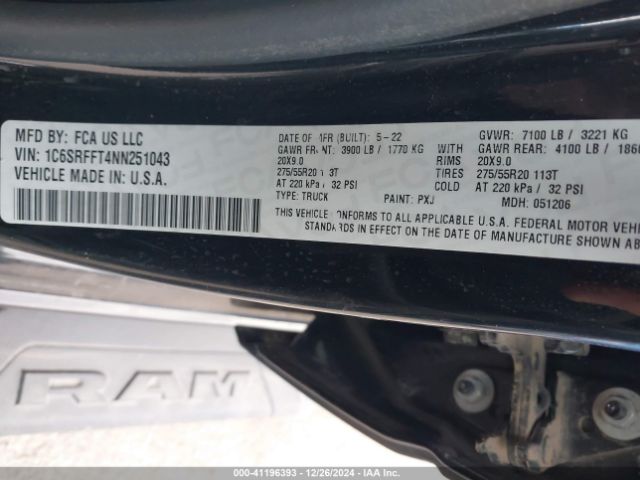 MFD BY: FCA US LLC
VIN: 1C6SRFFT4NN251043
VEHICLE MADE IN U.S.A.
DATE OF MFR (BUILT): 5-22
GAWR FRONT: 3900 LB / 1770 KG WITH
20X9.0 RIMS
275/55R20 113T TIRES
AT 220 kPa / 32 PSI COLD
TYPE: TRUCK PAINT: PXJ
GVWR: 7100 LB / 3221 KG
GAWR REAR: 4100 LB / 1860
20X9.0
275/55R20 113T
AT 220 kPa / 32 PSI
MDH: 051206
THIS VEHICLE CONFORMS TO ALL APPLICABLE U.S.A. FEDERAL MOTOR VEHI
STANDARDS IN EFFECT ON THE DATE OF MANUFACTURE SHOWN AB
RAM
000-41196393 - 12/26/2024 - IAA Inc.